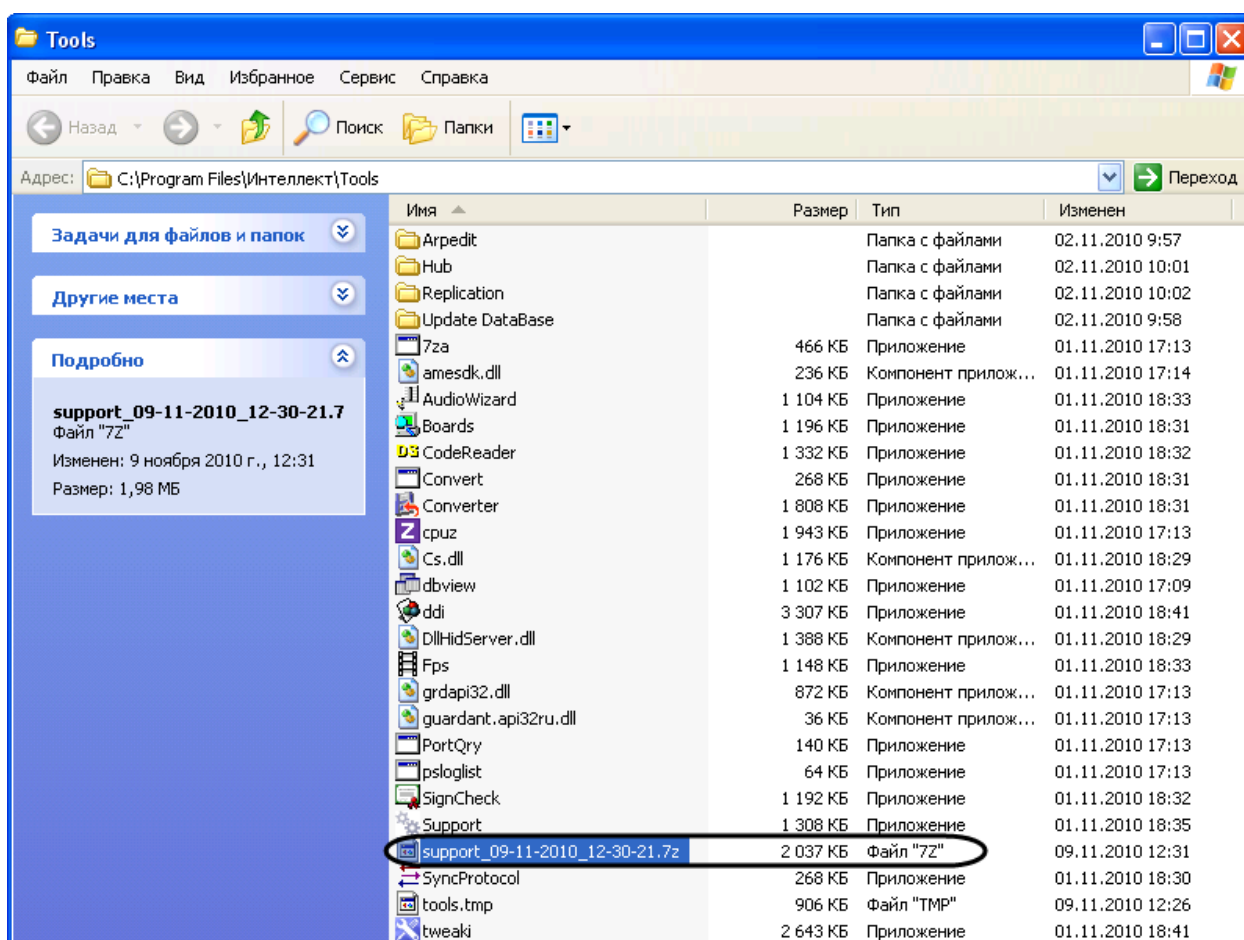 Tools
Файл Правка Вид Избранное Сервис Справка
Назад Поиск Папки
Адрес: C:\Program Files\Интеллект\Tools Переход
Задачи для файлов и папок
Другие места
Подробно
support_09-11-2010_12-30-21.7
Файл "7Z"
Изменен: 9 ноября 2010 г., 12:31
Размер: 1,98 МБ
Имя Размер Тип Изменен
Arpedit Папка с файлами 02.11.2010 9:57
Hub Папка с файлами 02.11.2010 10:01
Replication Папка с файлами 02.11.2010 10:02
Update DataBase Папка с файлами 02.11.2010 9:58
7za 466 КБ Приложение 01.11.2010 17:13
amesdk.dll 236 КБ Компонент прилож... 01.11.2010 17:14
AudioWizard 1 104 КБ Приложение 01.11.2010 18:33
Boards 1 196 КБ Приложение 01.11.2010 18:31
CodeReader 1 332 КБ Приложение 01.11.2010 18:32
Convert 268 КБ Приложение 01.11.2010 18:31
Converter 1 808 КБ Приложение 01.11.2010 18:31
cpuz 1 943 КБ Приложение 01.11.2010 17:13
Cs.dll 1 176 КБ Компонент прилож... 01.11.2010 18:29
dbview 1 102 КБ Приложение 01.11.2010 17:09
ddi 3 307 КБ Приложение 01.11.2010 18:41
DllHidServer.dll 1 388 КБ Компонент прилож... 01.11.2010 18:29
Fps 1 148 КБ Приложение 01.11.2010 18:33
grdapi32.dll 872 КБ Компонент прилож... 01.11.2010 17:13
guardant.api32ru.dll 36 КБ Компонент прилож... 01.11.2010 17:13
PortQry 140 КБ Приложение 01.11.2010 17:13
psloglist 64 КБ Приложение 01.11.2010 17:13
SignCheck 1 192 КБ Приложение 01.11.2010 18:32
Support 1 308 КБ Приложение 01.11.2010 18:35
support_09-11-2010_12-30-21.7z 2 037 КБ Файл "7Z" 09.11.2010 12:31
SyncProtocol 268 КБ Приложение 01.11.2010 18:30
tools.tmp 906 КБ Файл "TMP" 09.11.2010 12:26
tweaki 2 643 КБ Приложение 01.11.2010 18:41